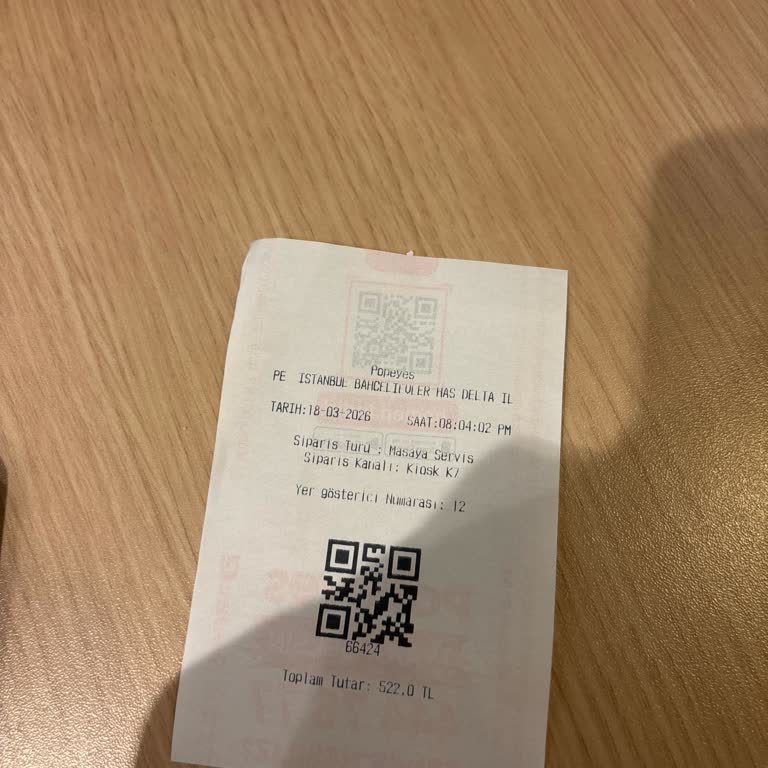 Popeyes
PE ISTANBUL BAHCELIEVLER HAS DELTA IL
TARIH:18-03-2026 SAAT:08:04:02 PM
Siparis Turu : Masaya Servis
Siparis Kanalı: Kiosk K7
Yer gösterici Numarası: 12
66424
Toplam Tutar: 522.0 TL